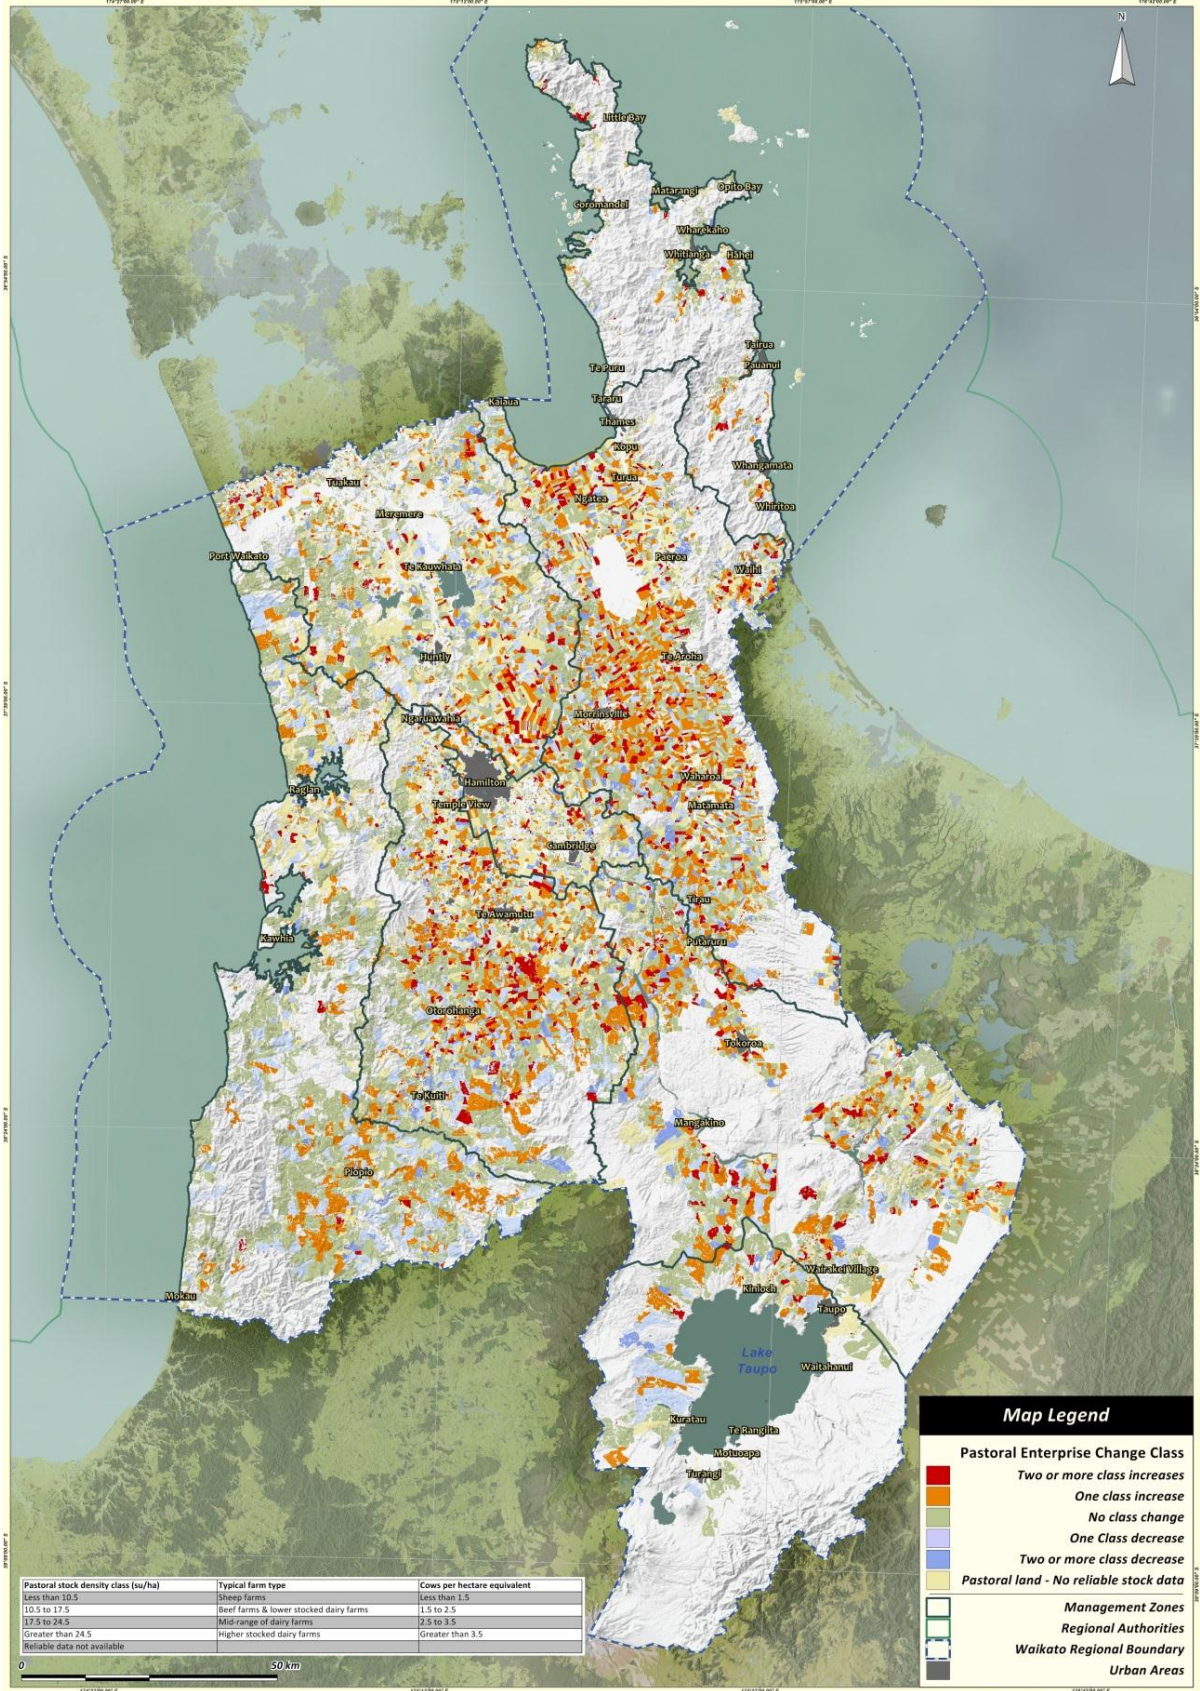 N
Little Bay
Matarangi
Opito Bay
Coromandel
Wharekaho
Whitianga
Hahei
Tairua
Pauanui
Te Puru
Tararu
Kaiaua
Thames
Kopu
Whangamata
Turua
Tuakau
Ngatea
Whiritoa
Meremere
Port Waikato
Paeroa
Te Kauwhata
Waihi
Huntly
Te Aroha
Ngaruawahia
Morrinsville
Hamilton
Waharoa
Raglan
Temple View
Matamata
Cambridge
Tirau
Te Awamutu
Kawhia
Putaruru
Otorohanga
Tokoroa
Te Kuiti
Mangakino
Piopio
Wairakei Village
Kinloch
Mokau
Taupo
Lake
Taupo
Waitahanui
Kuratau
Te Rangiita
Motuoapa
Turangi
Map Legend
Pastoral Enterprise Change Class
Two or more class increases
One class increase
No class change
One Class decrease
Two or more class decrease
Pastoral land - No reliable stock data
Management Zones
Regional Authorities
Waikato Regional Boundary
Urban Areas
Pastoral stock density class (su/ha) Typical farm type Cows per hectare equivalent
Less than 10.5 Sheep farms Less than 1.5
10.5 to 17.5 Beef farms & lower stocked dairy farms 1.5 to 2.5
17.5 to 24.5 Mid-range of dairy farms 2.5 to 3.5
Greater than 24.5 Higher stocked dairy farms Greater than 3.5
Reliable data not available
0 50 km